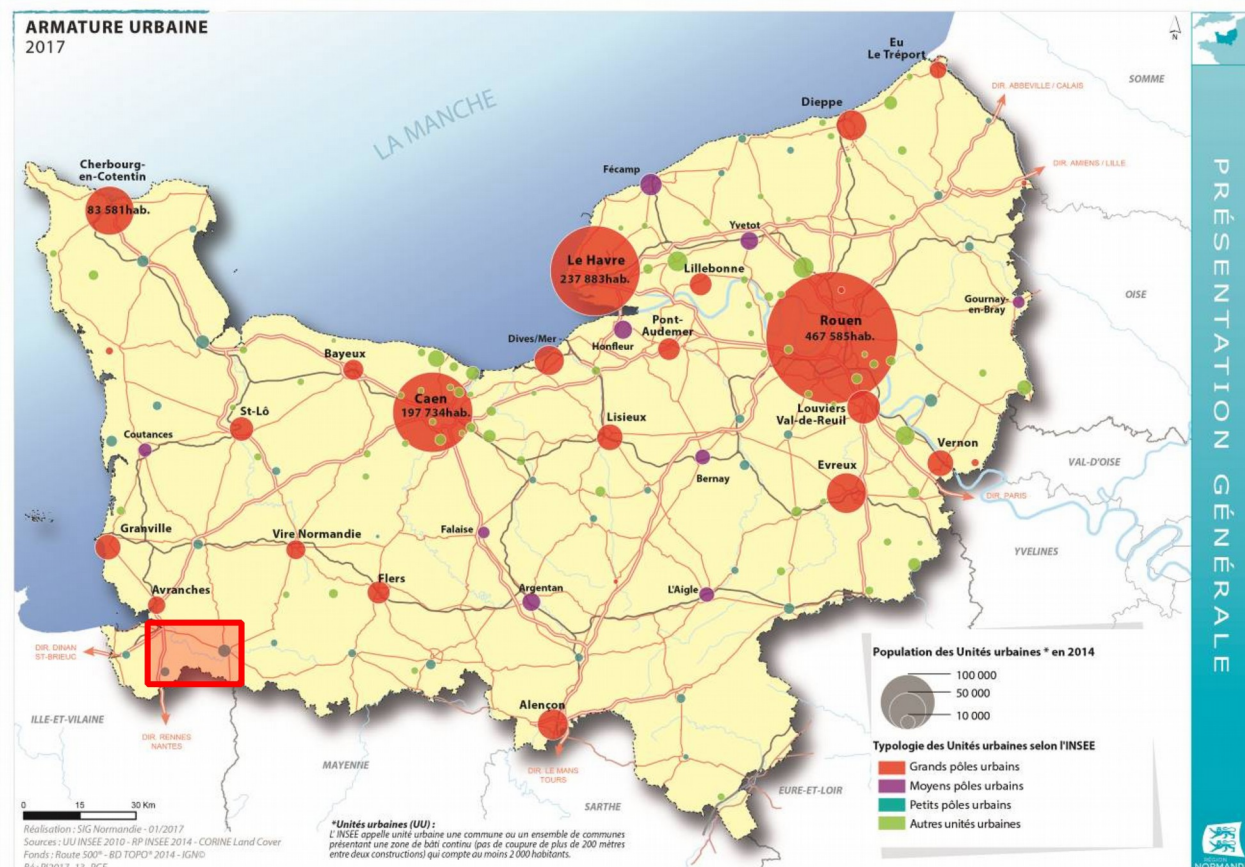 ARMATURE URBAINE
2017
N
Eu
Le Tréport
SOMME
DIR. ABBEVILLE / CALAIS
Dieppe
LA MANCHE
DIR. AMIENS / LILLE
Cherbourg-
en-Cotentin
83 581hab.
Fécamp
Yvetot
Le Havre
237 883hab.
Lillebonne
OISE
Gournay-
en-Bray
Rouen
467 585hab.
Pont-
Audemer
Honfleur
Dives/Mer
Bayeux
Caen
197 734hab.
St-Lô
Coutances
Lisieux
Louviers
Val-de-Reuil
Vernon
VAL-D'OISE
Bernay
Evreux
DIR. PARIS
Granville
Vire Normandie
Falaise
YVELINES
Avranches
Flers
Argentan
L'Aigle
DIR. DINAN
ST-BRIEUC
ILLE-ET-VILAINE
DIR. RENNES
NANTES
MAYENNE
Alençon
DIR. LE MANS
TOURS
SARTHE
EURE-ET-LOIR
Population des Unités urbaines * en 2014
100 000
50 000
10 000
Typologie des Unités urbaines selon l'INSEE
Grands pôles urbains
Moyens pôles urbains
Petits pôles urbains
Autres unités urbaines
0 15 30 Km
Réalisation : SIG Normandie - 01/2017
Sources : UU INSEE 2010 - RP INSEE 2014 - CORINE Land Cover
Fonds : Route 500® - BD TOPO® 2014 - IGN©
*Unités urbaines (UU) :
L' INSEE appelle unité urbaine une commune ou un ensemble de communes
présentant une zone de bâti continu (pas de coupure de plus de 200 mètres
entre deux constructions) qui compte au moins 2 000 habitants.
PRÉSENTATION GÉNÉRALE
RÉGION